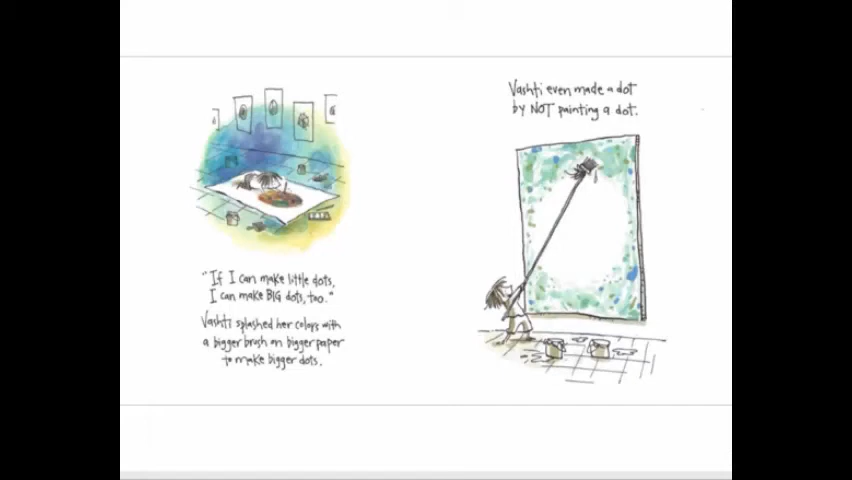 "If I can make little dots,
I can make BIG dots, too."
Vashti splashed her colors with
a bigger brush on bigger paper
to make bigger dots.
Vashti even made a dot
by NOT painting a dot.